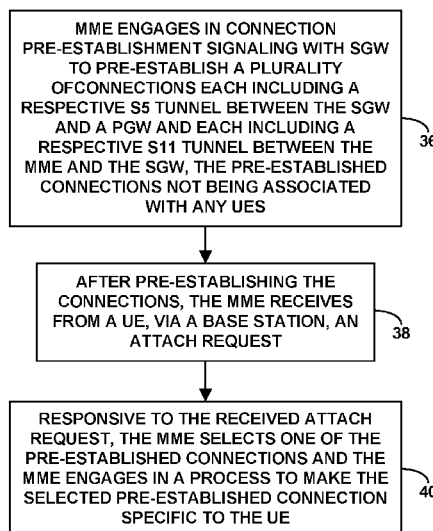 MME ENGAGES IN CONNECTION
PRE-ESTABLISHMENT SIGNALING WITH SGW
TO PRE-ESTABLISH A PLURALITY
OFCONNECTIONS EACH INCLUDING A
RESPECTIVE S5 TUNNEL BETWEEN THE SGW
AND A PGW AND EACH INCLUDING A
RESPECTIVE S11 TUNNEL BETWEEN THE
MME AND THE SGW, THE PRE-ESTABLISHED
CONNECTIONS NOT BEING ASSOCIATED
WITH ANY UES
36
AFTER PRE-ESTABLISHING THE
CONNECTIONS, THE MME RECEIVES
FROM A UE, VIA A BASE STATION, AN
ATTACH REQUEST
38
RESPONSIVE TO THE RECEIVED ATTACH
REQUEST, THE MME SELECTS ONE OF THE
PRE-ESTABLISHED CONNECTIONS AND THE
MME ENGAGES IN A PROCESS TO MAKE THE
SELECTED PRE-ESTABLISHED CONNECTION
SPECIFIC TO THE UE
40